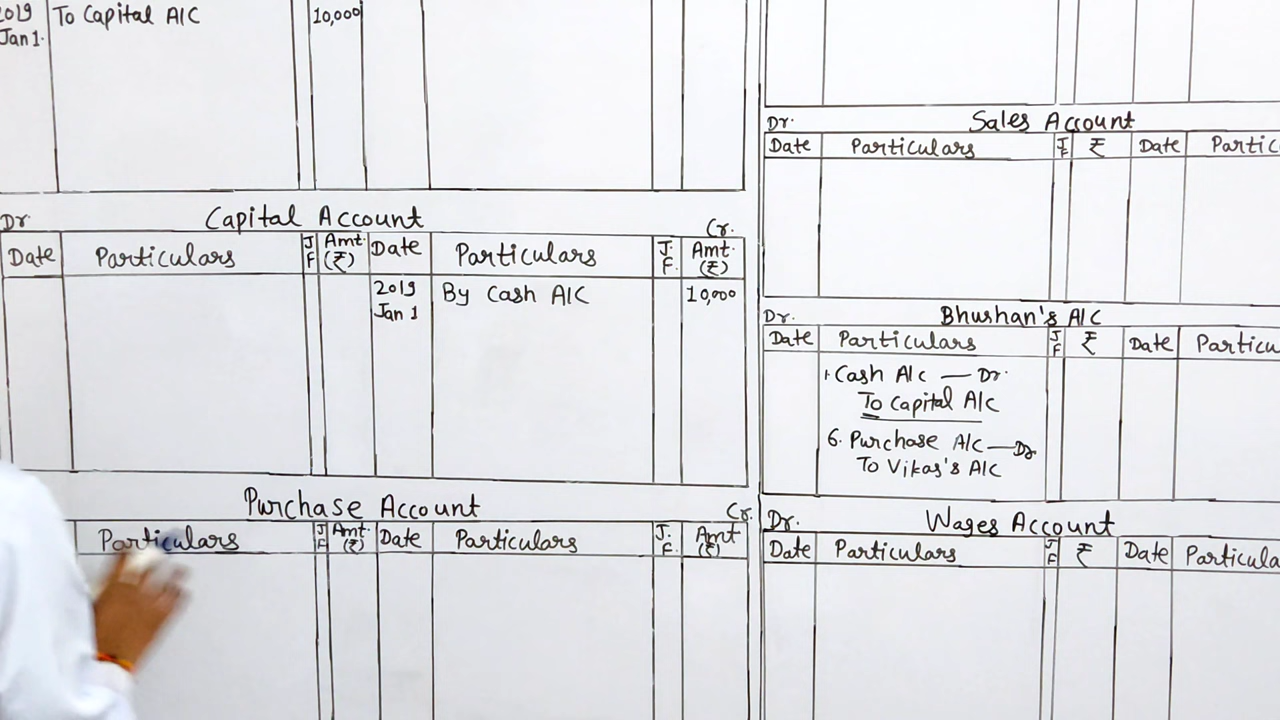 2019 To Capital A/C 10,000
Jan 1.
Dr. Capital Account Cr.
Date Particulars J F Amt. (₹) Date Particulars J. F. Amt. (₹)
2019 By Cash A/C 10,000
Jan 1
Purchase Account Cr.
Particulars J F Amt. (₹) Date Particulars J. F. Amt (₹)
Dr. Sales Account
Date Particulars J F ₹ Date Partic
Dr. Bhushan's A/C
Date Particulars J F ₹ Date Particu
1. Cash A/c — Dr.
To Capital A/C
6. Purchase A/C — Dr
To Vikas's A/C
Dr. Wages Account
Date Particulars J F ₹ Date Particula